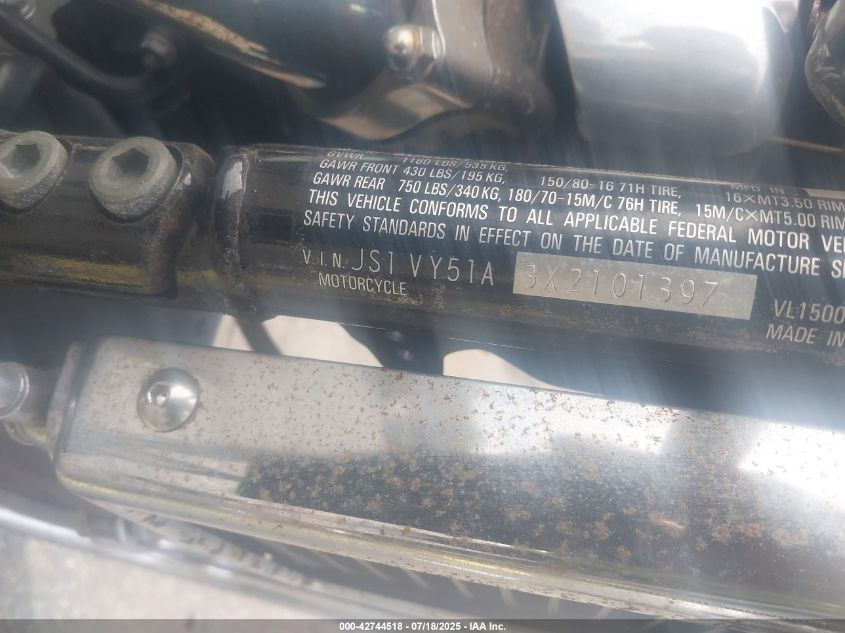 GVWR 1180 LBS/535 KG,
GAWR FRONT 430 LBS/195 KG, 150/80-16 71H TIRE, 16×MT3.50 RIM
GAWR REAR 750 LBS/340 KG, 180/70-15M/C 76H TIRE, 15M/C×MT5.00 RIM
THIS VEHICLE CONFORMS TO ALL APPLICABLE FEDERAL MOTOR VEH
SAFETY STANDARDS IN EFFECT ON THE DATE OF MANUFACTURE S
V.I.N. JS1VY51A 3X2101397
MOTORCYCLE
VL1500
MADE IN
000-42744518 - 07/18/2025 - IAA Inc.